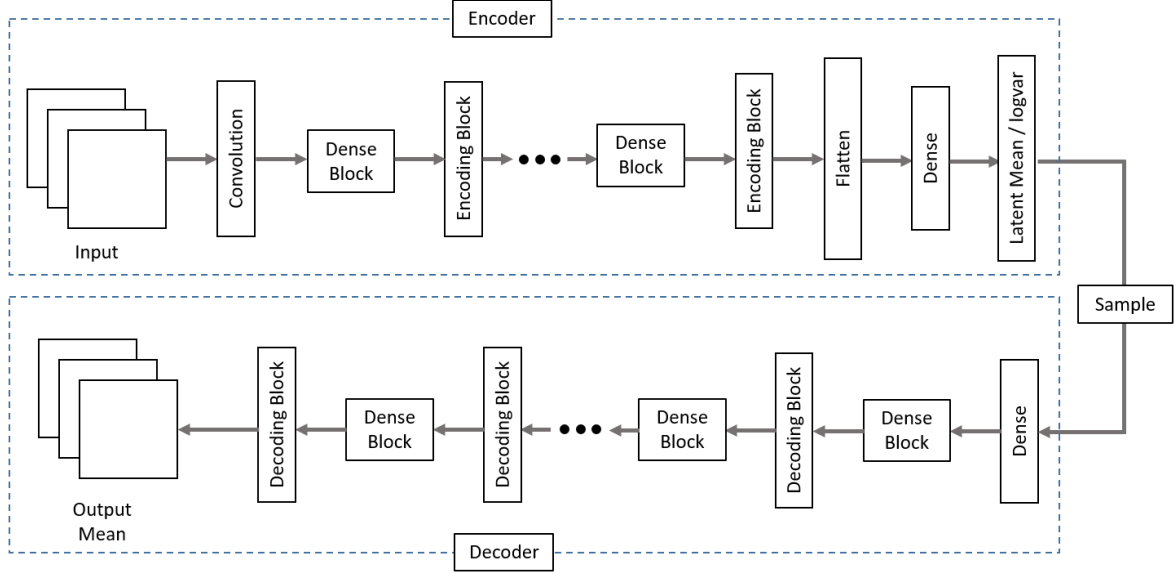 Encoder
Input
Convolution
Dense
Block
Encoding Block
Dense
Block
Encoding Block
Flatten
Dense
Latent Mean / logvar
Sample
Dense
Dense
Block
Decoding Block
Dense
Block
Decoding Block
Dense
Block
Decoding Block
Output
Mean
Decoder